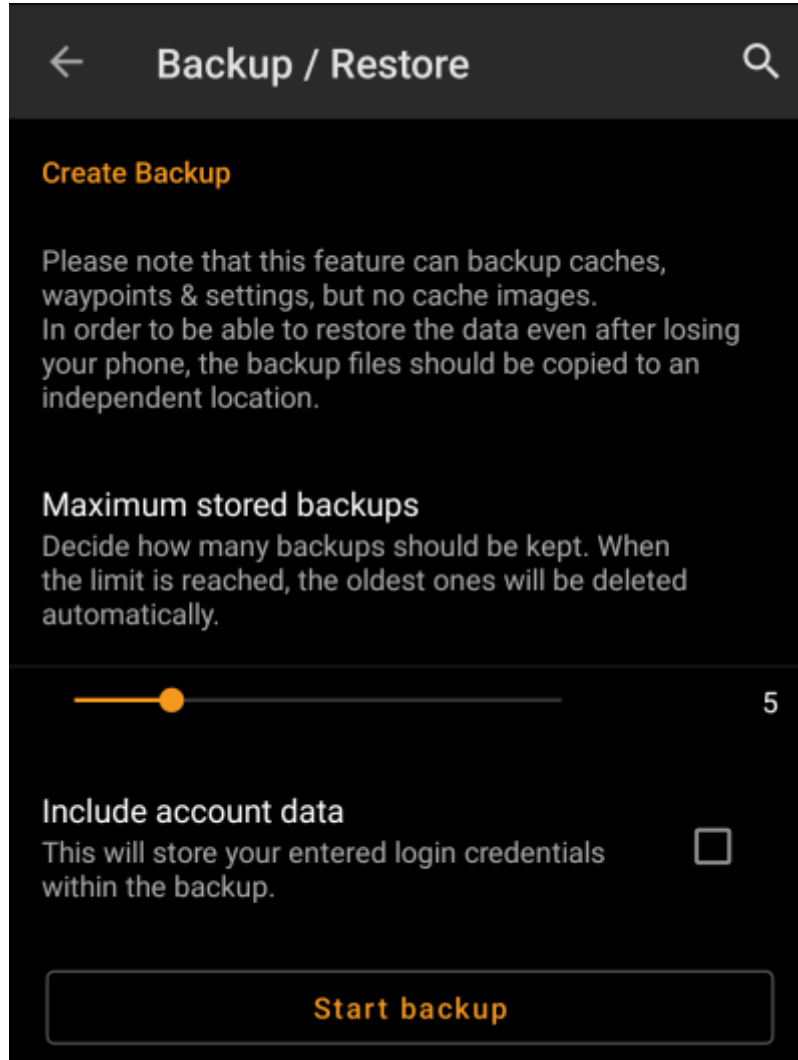 Backup / Restore
Create Backup
Please note that this feature can backup caches,
waypoints & settings, but no cache images.
In order to be able to restore the data even after losing
your phone, the backup files should be copied to an
independent location.
Maximum stored backups
Decide how many backups should be kept. When
the limit is reached, the oldest ones will be deleted
automatically.
5
Include account data
This will store your entered login credentials
within the backup.
Start backup